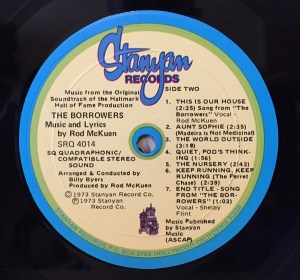 Stanyan
RECORDS
Music from the Original
Soundtrack of the Hallmark
Hall of Fame Production
THE BORROWERS
Music and Lyrics
by Rod McKuen
SRQ 4014
SQ QUADRAPHONIC/
COMPATIBLE STEREO
SOUND
Arranged & Conducted by
Billy Byers
Produced by Rod McKuen
© 1973 Stanyan Record Co.
℗ 1973 Stanyan
Record Co.
SIDE TWO
1. THIS IS OUR HOUSE
(2:35) Song from "The
Borrowers" Vocal -
Rod McKuen
2. AUNT SOPHIE (2:35)
(Madeira is Not Medicinal)
3. THE WORLD OUTSIDE
(3:18)
4. QUIET, POD'S THINK-
ING (1:56)
5. THE NURSERY (2:43)
6. KEEP RUNNING, KEEP
RUNNING (The Ferret
Chase) (2:39)
7. END TITLE - SONG
FROM "THE BOR-
ROWERS" (1:03)
Vocal - Shelby
Flint
Music Published by
Stanyan
Music
(ASCAP)